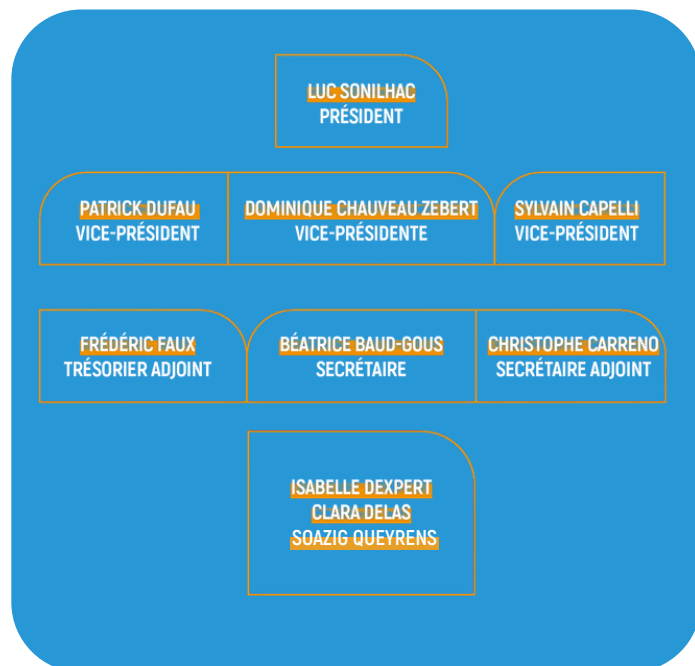 LUC SONILHAC
PRÉSIDENT
PATRICK DUFAU
VICE-PRÉSIDENT
DOMINIQUE CHAUVEAU ZEBERT
VICE-PRÉSIDENTE
SYLVAIN CAPELLI
VICE-PRÉSIDENT
FRÉDÉRIC FAUX
TRÉSORIER ADJOINT
BÉATRICE BAUD-GOUS
SECRÉTAIRE
CHRISTOPHE CARRENO
SECRÉTAIRE ADJOINT
ISABELLE DEXPERT
CLARA DELAS
SOAZIG QUEYRENS